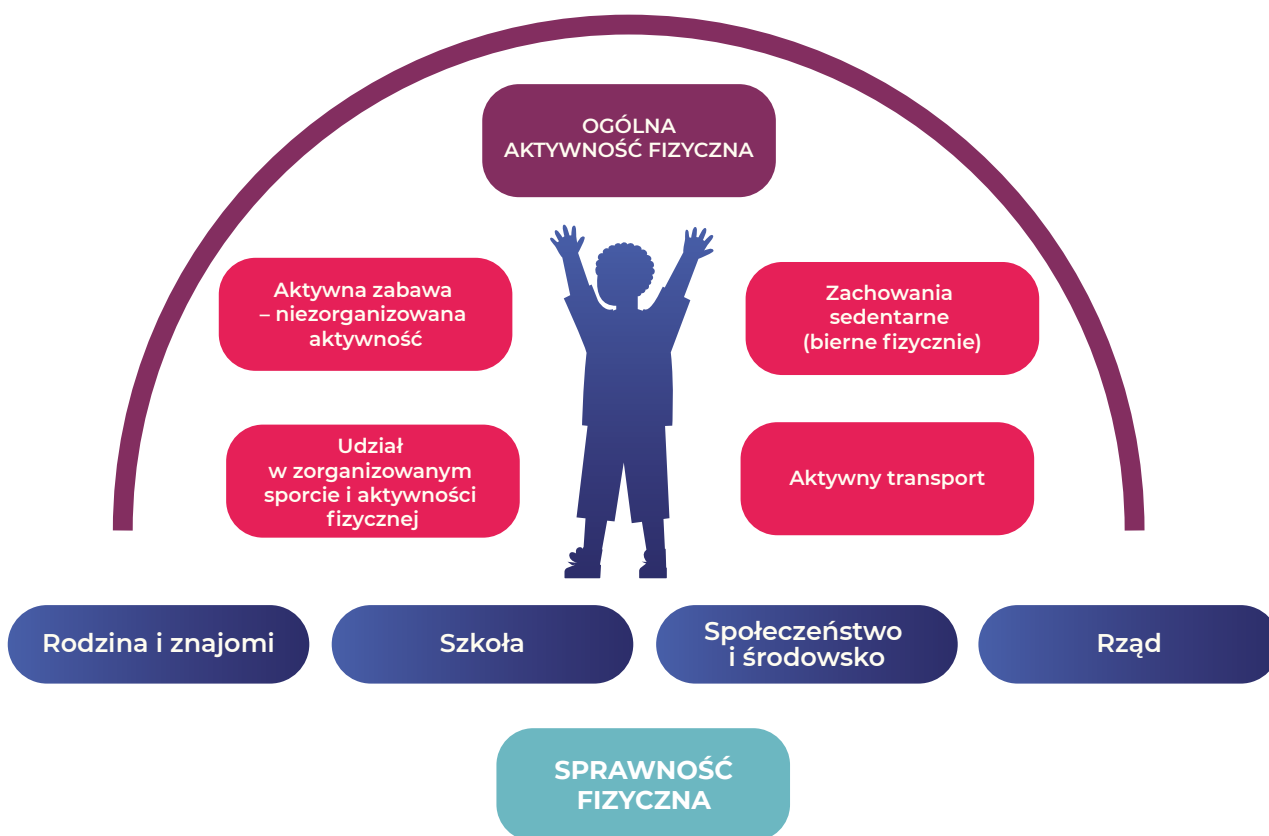 OGÓLNA
AKTYWNOŚĆ FIZYCZNA
Aktywna zabawa
– niezorganizowana
aktywność
Zachowania
sedentarne
(bierne fizycznie)
Udział
w zorganizowanym
sporcie i aktywności
fizycznej
Aktywny transport
Rodzina i znajomi
Szkoła
Społeczeństwo
i środowsko
Rząd
SPRAWNOŚĆ
FIZYCZNA